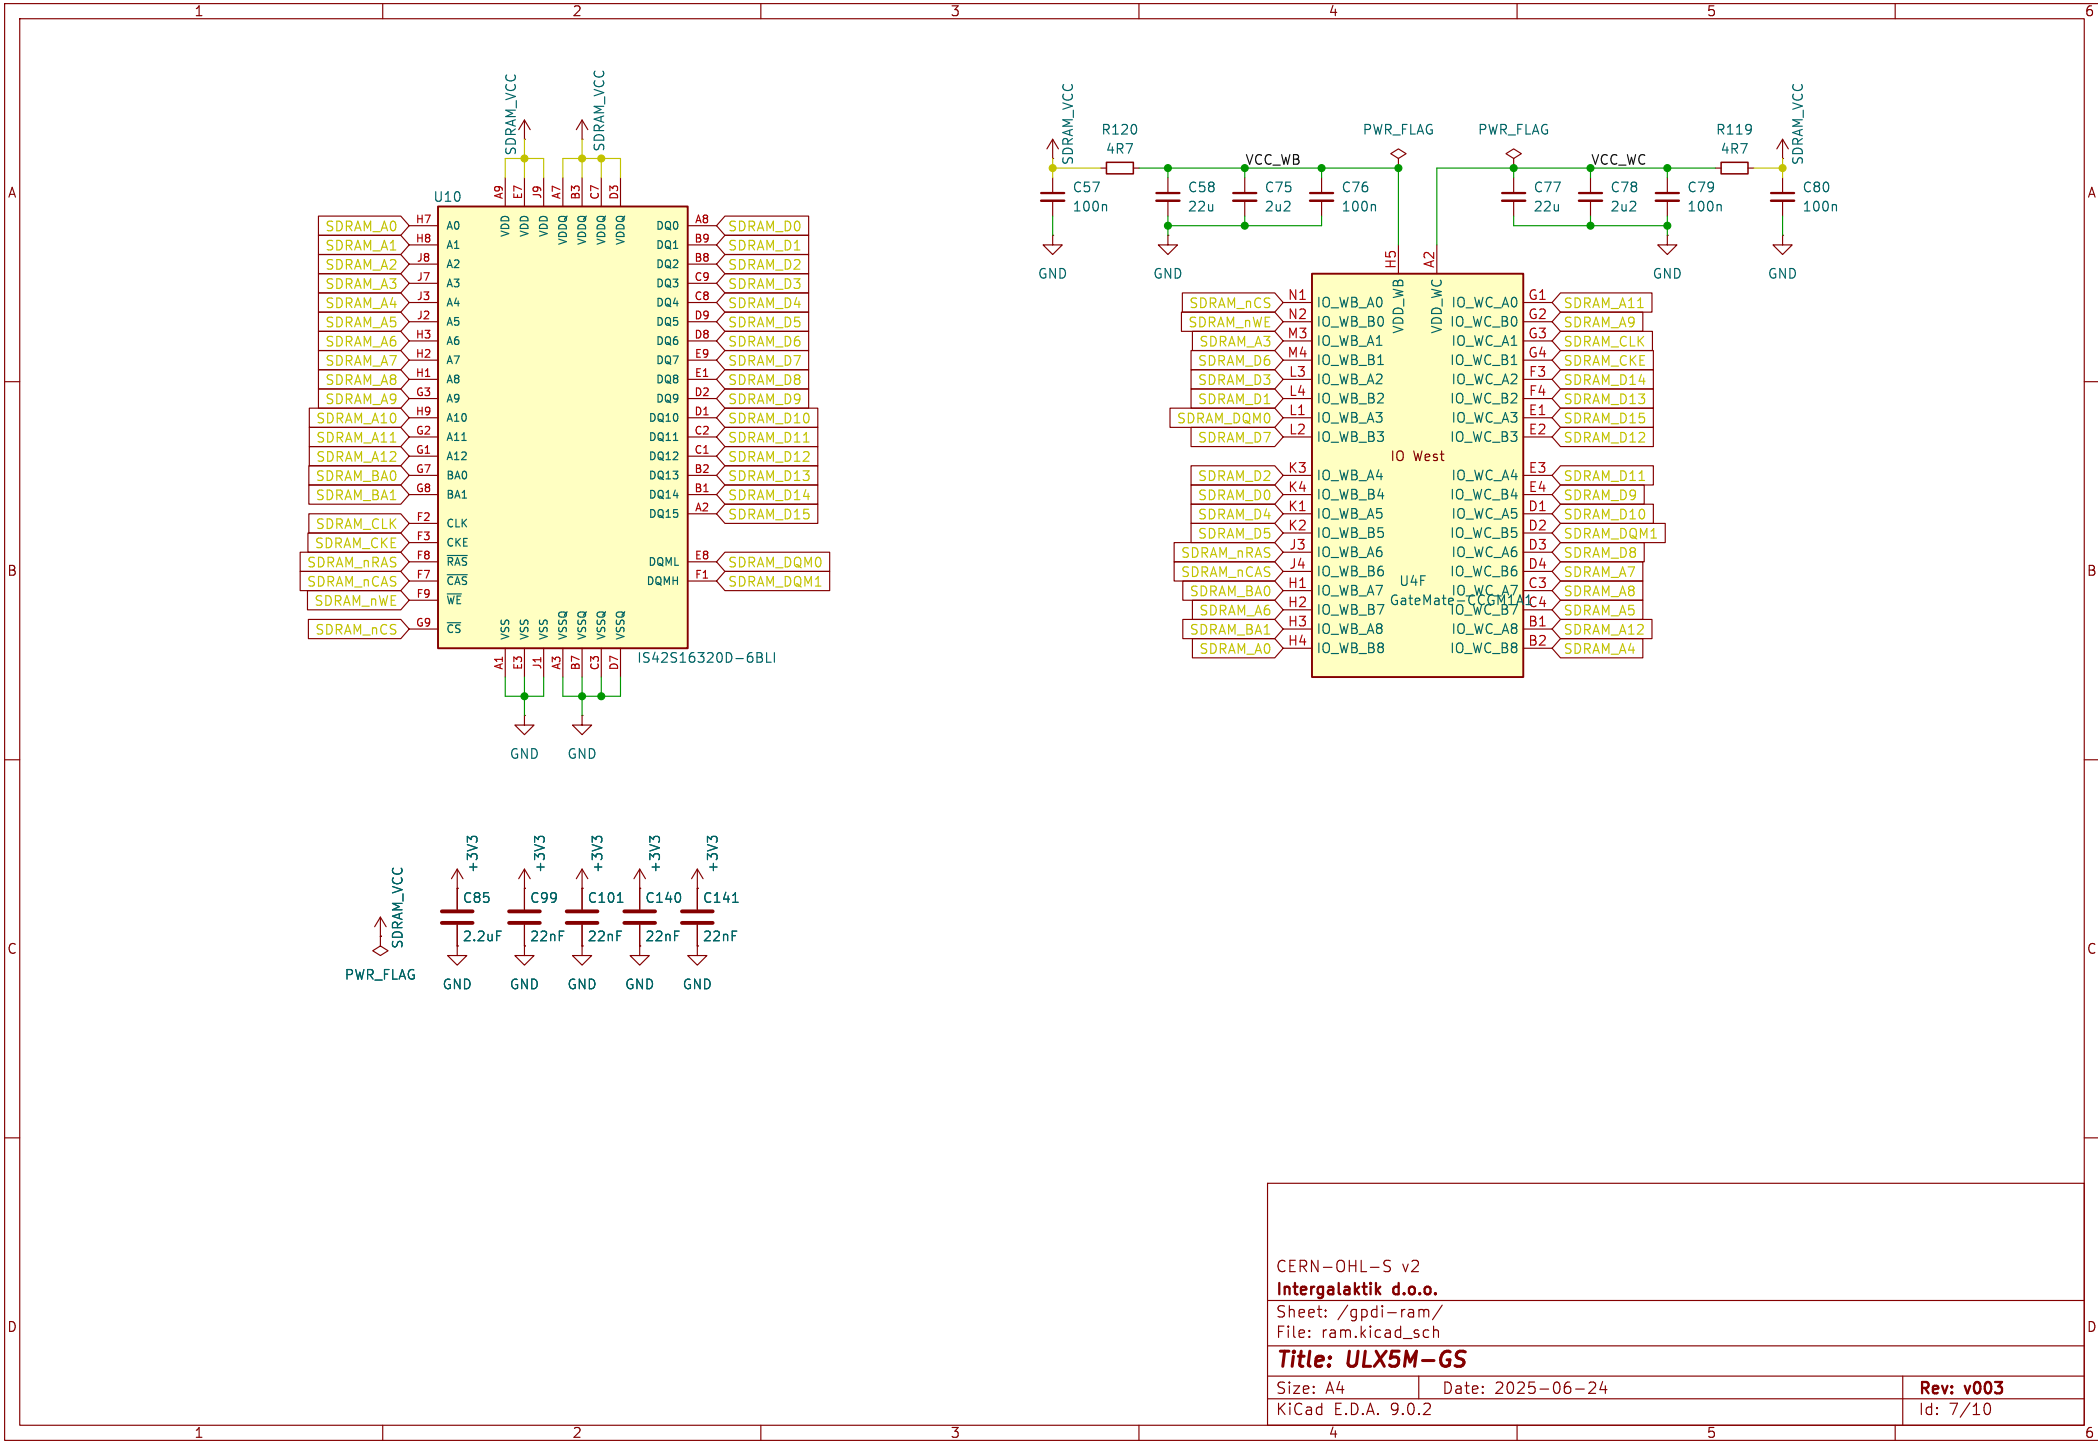 1 2 3 4 5 6
A
B
C
D
SDRAM_VCC
SDRAM_VCC
U10
A9 E7 J9 A7 B3 C7 D3
VDD VDD VDD VDDQ VDDQ VDDQ VDDQ
SDRAM_A0 H7 A0 DQ0 A8 SDRAM_D0
SDRAM_A1 H8 A1 DQ1 B9 SDRAM_D1
SDRAM_A2 J8 A2 DQ2 B8 SDRAM_D2
SDRAM_A3 J7 A3 DQ3 C9 SDRAM_D3
SDRAM_A4 J3 A4 DQ4 C8 SDRAM_D4
SDRAM_A5 J2 A5 DQ5 D9 SDRAM_D5
SDRAM_A6 H3 A6 DQ6 D8 SDRAM_D6
SDRAM_A7 H2 A7 DQ7 E9 SDRAM_D7
SDRAM_A8 H1 A8 DQ8 E1 SDRAM_D8
SDRAM_A9 G3 A9 DQ9 D2 SDRAM_D9
SDRAM_A10 H9 A10 DQ10 D1 SDRAM_D10
SDRAM_A11 G2 A11 DQ11 C2 SDRAM_D11
SDRAM_A12 G1 A12 DQ12 C1 SDRAM_D12
SDRAM_BA0 G7 BA0 DQ13 B2 SDRAM_D13
SDRAM_BA1 G8 BA1 DQ14 B1 SDRAM_D14
DQ15 A2 SDRAM_D15
SDRAM_CLK F2 CLK
SDRAM_CKE F3 CKE
SDRAM_nRAS F8 RAS DQML E8 SDRAM_DQM0
SDRAM_nCAS F7 CAS DQMH F1 SDRAM_DQM1
SDRAM_nWE F9 WE
SDRAM_nCS G9 CS
VSS VSS VSS VSSQ VSSQ VSSQ VSSQ
A1 E3 J1 A3 B7 C3 D7
IS42S16320D-6BLI
GND GND
SDRAM_VCC
R120
4R7
PWR_FLAG
PWR_FLAG
R119
4R7
SDRAM_VCC
VCC_WB
VCC_WC
C57
100n
C58
22u
C75
2u2
C76
100n
C77
22u
C78
2u2
C79
100n
C80
100n
GND GND GND GND
H5 A2
VDD_WB VDD_WC
SDRAM_nCS N1 IO_WB_A0 IO_WC_A0 G1 SDRAM_A11
SDRAM_nWE N2 IO_WB_B0 IO_WC_B0 G2 SDRAM_A9
SDRAM_A3 M3 IO_WB_A1 IO_WC_A1 G3 SDRAM_CLK
SDRAM_D6 M4 IO_WB_B1 IO_WC_B1 G4 SDRAM_CKE
SDRAM_D3 L3 IO_WB_A2 IO_WC_A2 F3 SDRAM_D14
SDRAM_D1 L4 IO_WB_B2 IO_WC_B2 F4 SDRAM_D13
SDRAM_DQM0 L1 IO_WB_A3 IO_WC_A3 E1 SDRAM_D15
SDRAM_D7 L2 IO_WB_B3 IO_WC_B3 E2 SDRAM_D12
IO West
SDRAM_D2 K3 IO_WB_A4 IO_WC_A4 E3 SDRAM_D11
SDRAM_D0 K4 IO_WB_B4 IO_WC_B4 E4 SDRAM_D9
SDRAM_D4 K1 IO_WB_A5 IO_WC_A5 D1 SDRAM_D10
SDRAM_D5 K2 IO_WB_B5 IO_WC_B5 D2 SDRAM_DQM1
SDRAM_nRAS J3 IO_WB_A6 IO_WC_A6 D3 SDRAM_D8
SDRAM_nCAS J4 IO_WB_B6 IO_WC_B6 D4 SDRAM_A7
U4F
SDRAM_BA0 H1 IO_WB_A7 IO_WC_A7 C3 SDRAM_A8
GateMate-CCGM1A1
SDRAM_A6 H2 IO_WB_B7 IO_WC_B7 C4 SDRAM_A5
SDRAM_BA1 H3 IO_WB_A8 IO_WC_A8 B1 SDRAM_A12
SDRAM_A0 H4 IO_WB_B8 IO_WC_B8 B2 SDRAM_A4
SDRAM_VCC
PWR_FLAG
+3V3 +3V3 +3V3 +3V3 +3V3
C85 C99 C101 C140 C141
2.2uF 22nF 22nF 22nF 22nF
GND GND GND GND GND
CERN-OHL-S v2
Intergalaktik d.o.o.
Sheet: /gpdi-ram/
File: ram.kicad_sch
Title: ULX5M-GS
Size: A4 Date: 2025-06-24 Rev: v003
KiCad E.D.A. 9.0.2 Id: 7/10
A
B
C
D
1 2 3 4 5 6